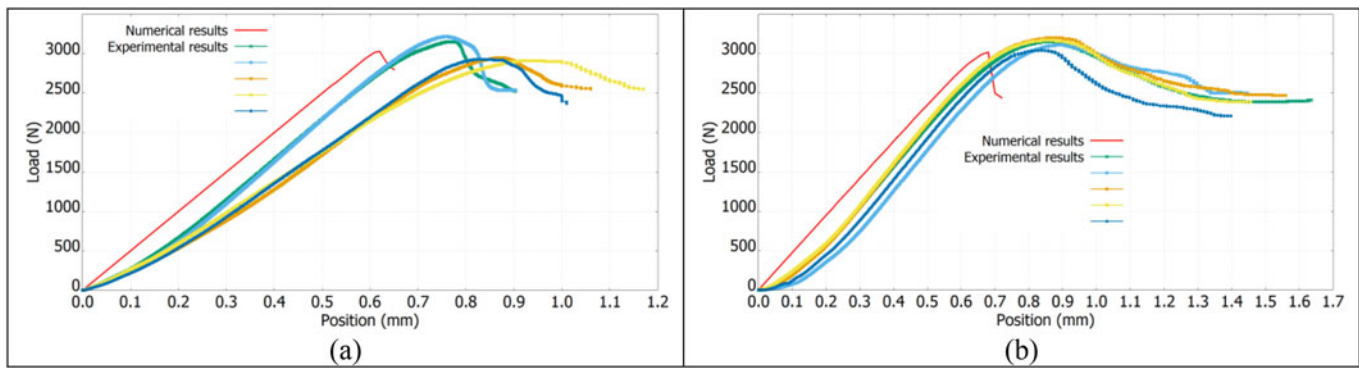 Numerical results
Experimental results
3000
2500
2000
1500
1000
500
0
Load (N)
0.0 0.1 0.2 0.3 0.4 0.5 0.6 0.7 0.8 0.9 1.0 1.1 1.2
Position (mm)
(a)
3000
2500
2000
1500
1000
500
0
Load (N)
Numerical results
Experimental results
0.0 0.1 0.2 0.3 0.4 0.5 0.6 0.7 0.8 0.9 1.0 1.1 1.2 1.3 1.4 1.5 1.6 1.7
Position (mm)
(b)